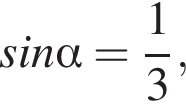 sinα = 1/3,